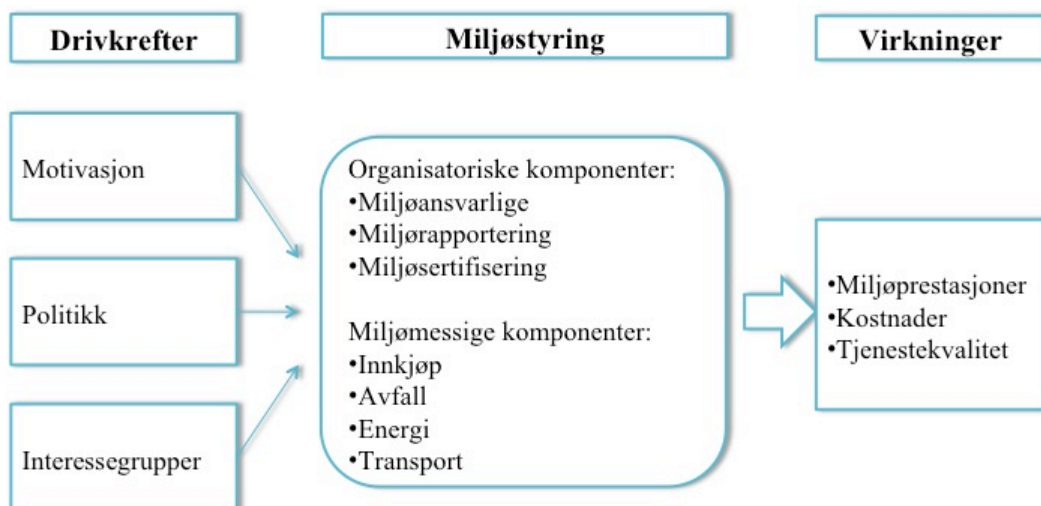 Drivkrefter
Miljøstyring
Virkninger
Motivasjon
Politikk
Interessegrupper
Organisatoriske komponenter:
•Miljøansvarlige
•Miljørapportering
•Miljøsertifisering
Miljømessige komponenter:
•Innkjøp
•Avfall
•Energi
•Transport
•Miljøprestasjoner
•Kostnader
•Tjenestekvalitet